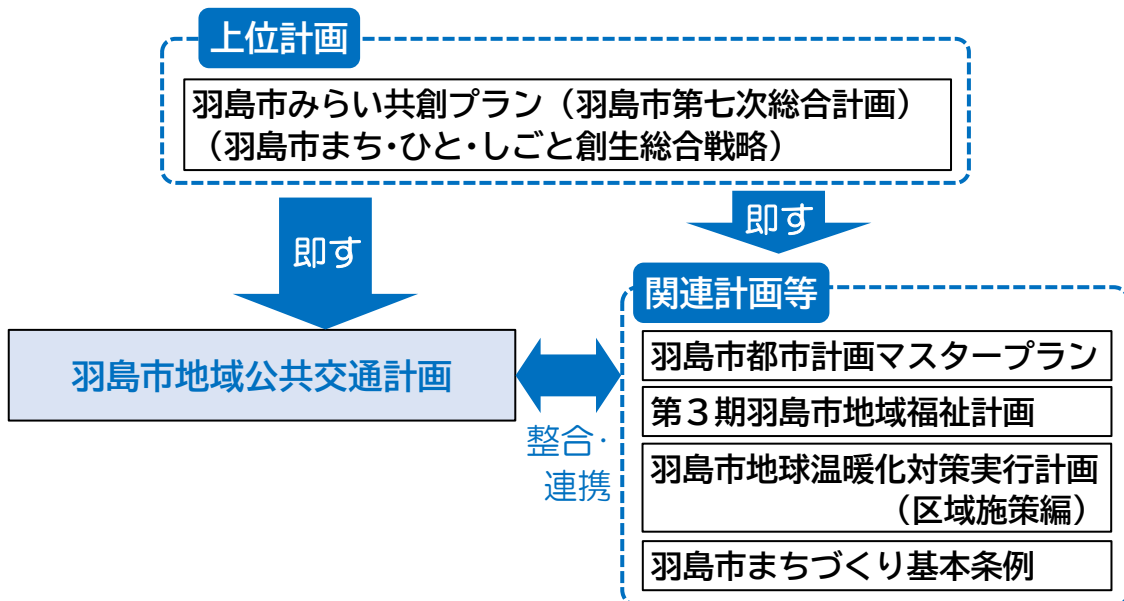 上位計画
羽島市みらい共創プラン（羽島市第七次総合計画）
（羽島市まち・ひと・しごと創生総合戦略）
即す
即す
関連計画等
羽島市地域公共交通計画
整合・
連携
羽島市都市計画マスタープラン
第３期羽島市地域福祉計画
羽島市地球温暖化対策実行計画
（区域施策編）
羽島市まちづくり基本条例